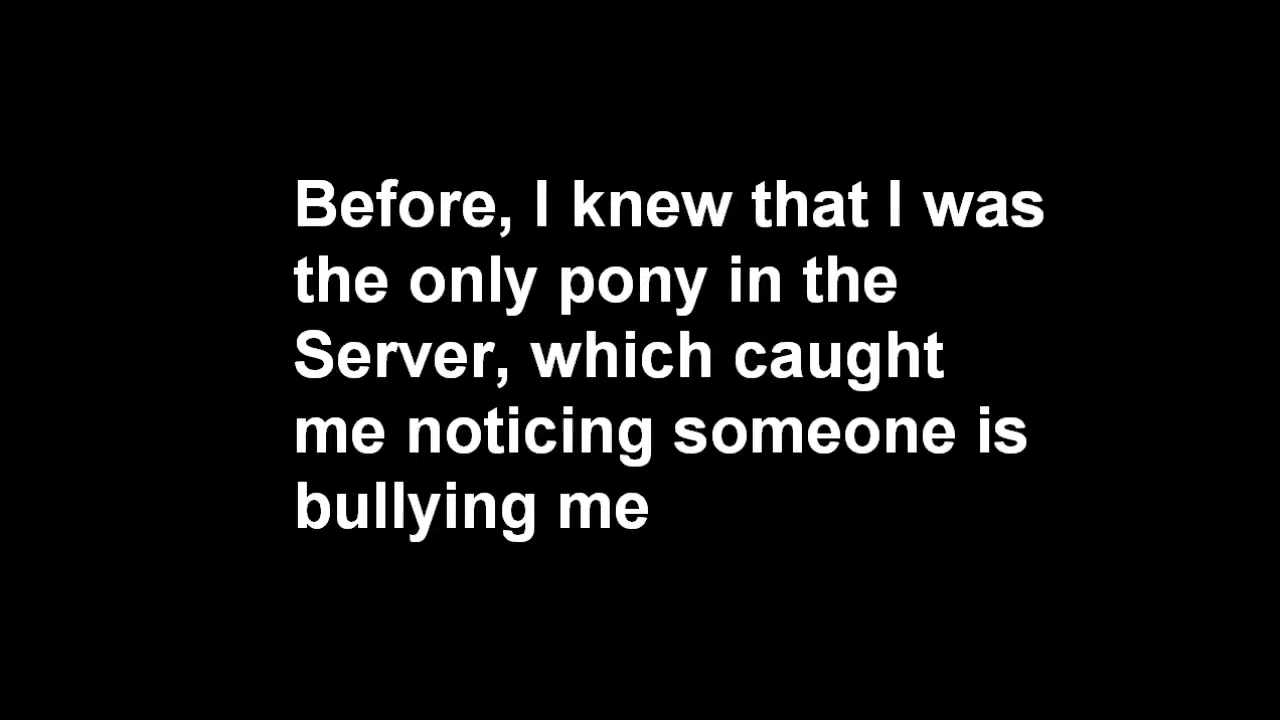 Before, I knew that I was
the only pony in the
Server, which caught
me noticing someone is
bullying me